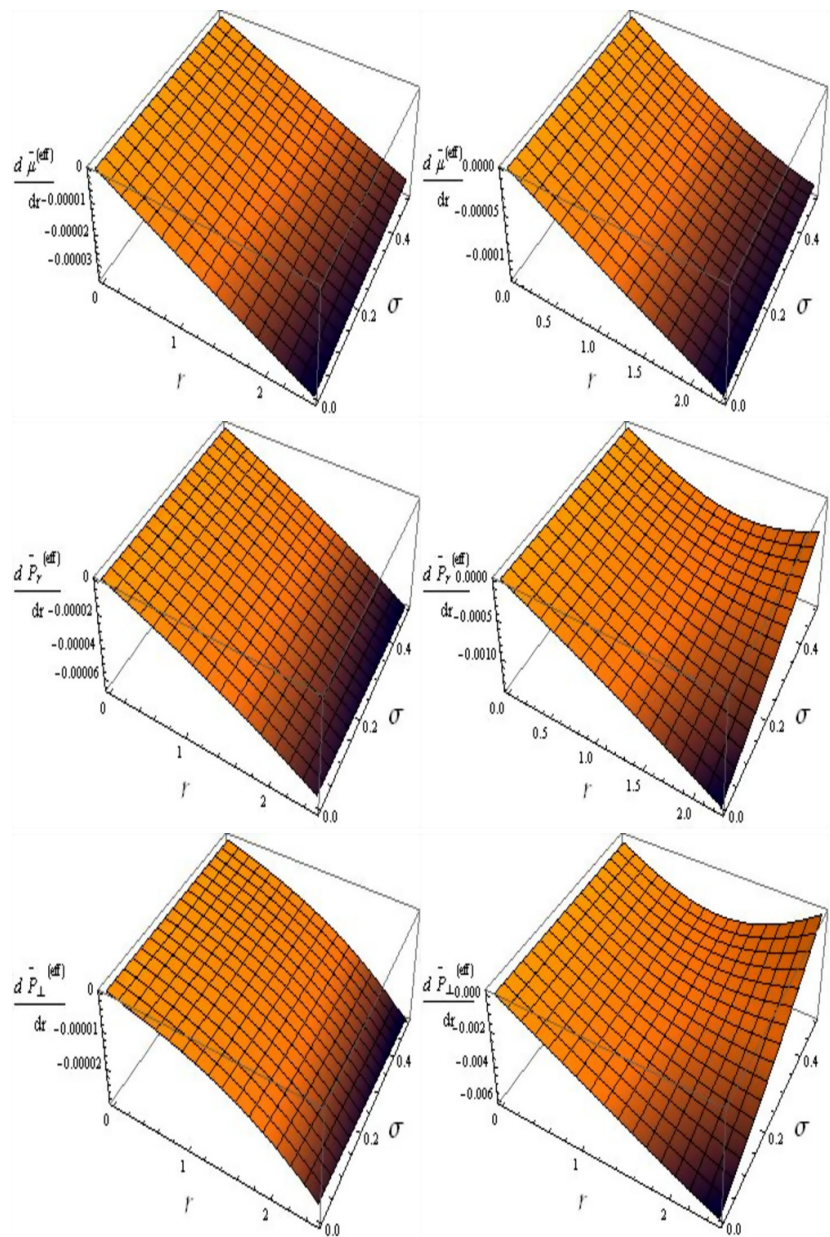 d μ̄^(eff)
dr
0
−0.00001
−0.00002
−0.00003
0
1
2
r
0.0
0.2
0.4
σ
d μ̄^(eff)
dr
0.0000
−0.00005
−0.0001
0.0
0.5
1.0
1.5
2.0
r
0.0
0.2
0.4
σ
d P̄_r^(eff)
dr
0
−0.00002
−0.00004
−0.00006
0
1
2
r
0.0
0.2
0.4
σ
d P̄_r^(eff)
dr
0.0000
−0.0005
−0.0010
0.0
0.5
1.0
1.5
2.0
r
0.0
0.2
0.4
σ
d P̄_⊥^(eff)
dr
0
−0.00001
−0.00002
0
1
2
r
0.0
0.2
0.4
σ
d P̄_⊥^(eff)
dr
0.000
−0.002
−0.004
−0.006
0
1
2
r
0.0
0.2
0.4
σ